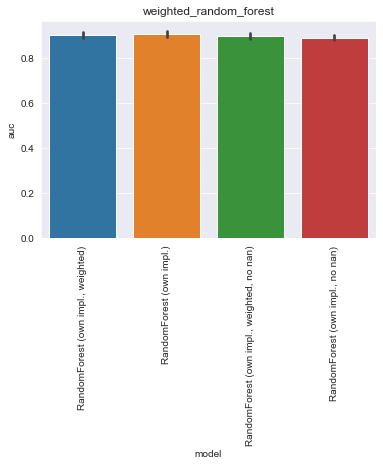 weighted_random_forest
0.8
0.6
0.4
0.2
0.0
auc
RandomForest (own impl., weighted)
RandomForest (own impl.)
RandomForest (own impl., weighted, no nan)
RandomForest (own impl., no nan)
model